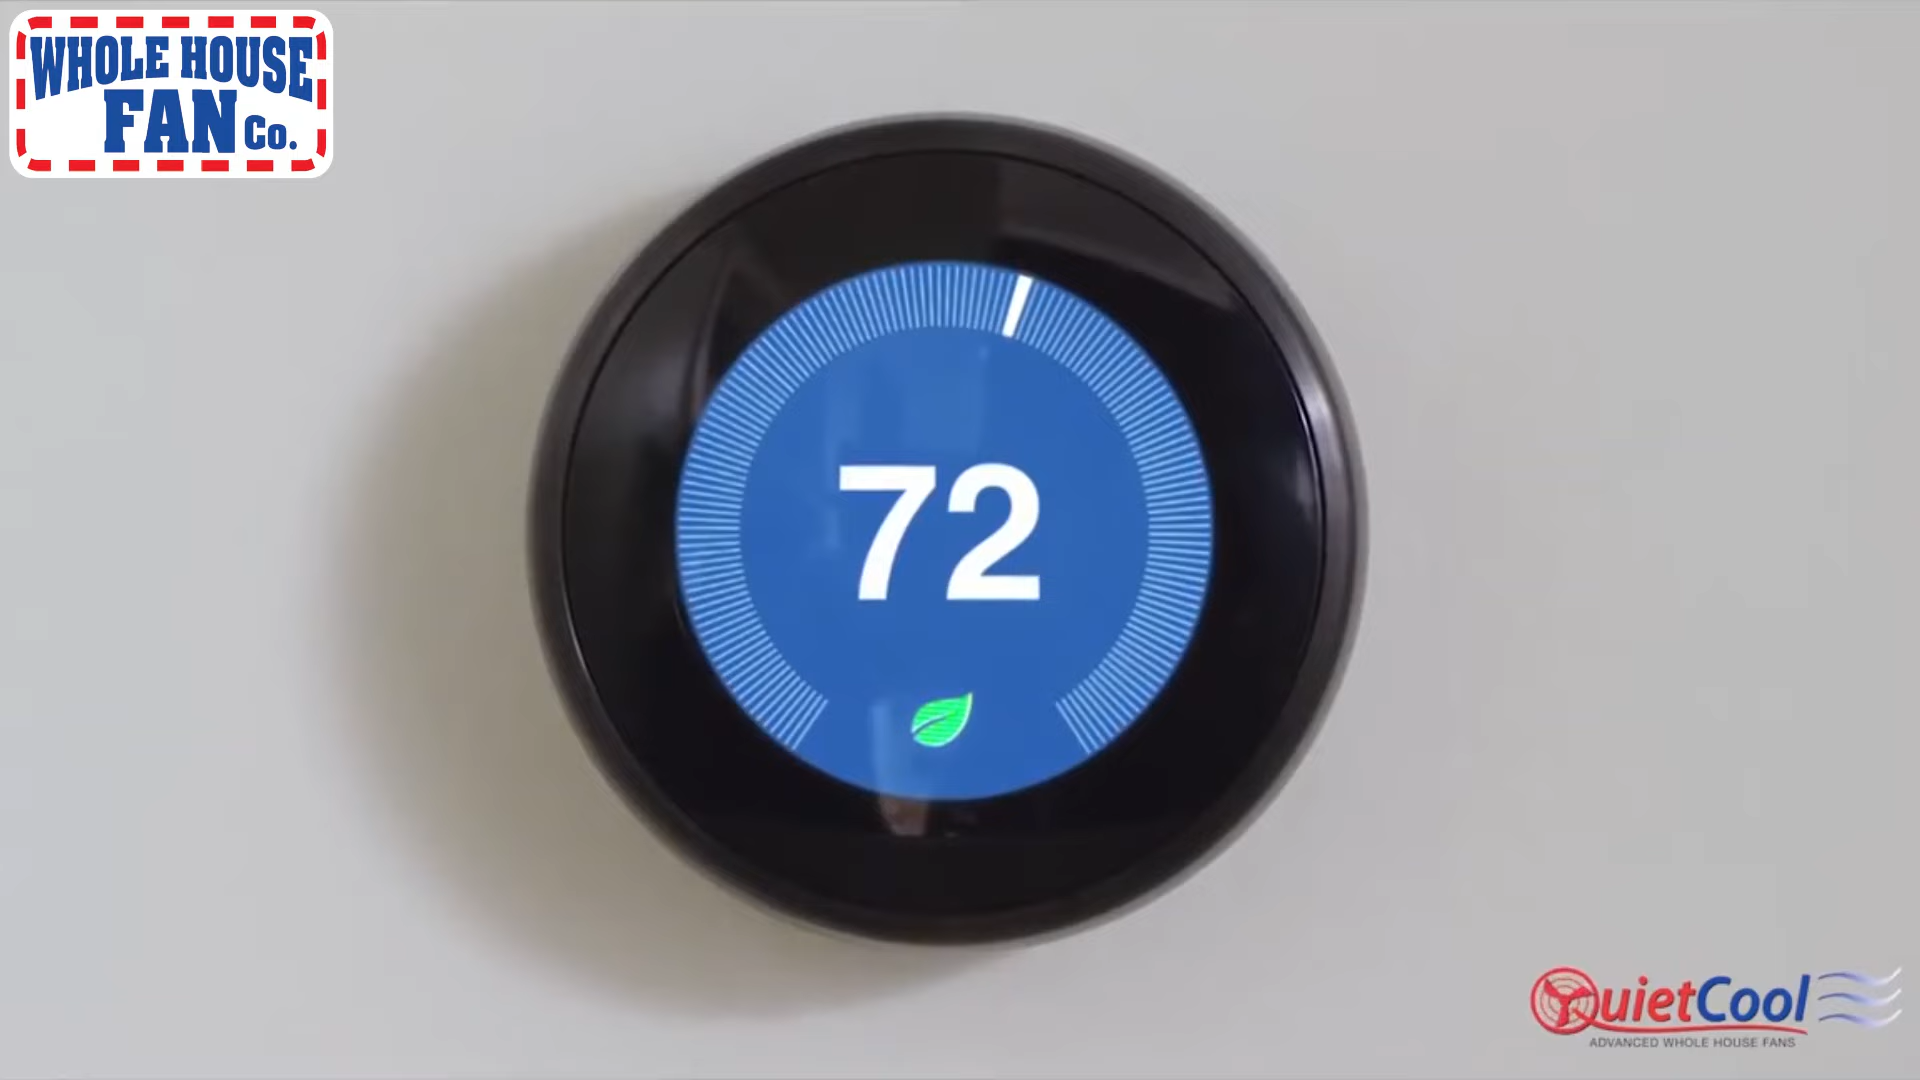 WHOLE HOUSE
FAN Co.
72
QuietCool
ADVANCED WHOLE HOUSE FANS